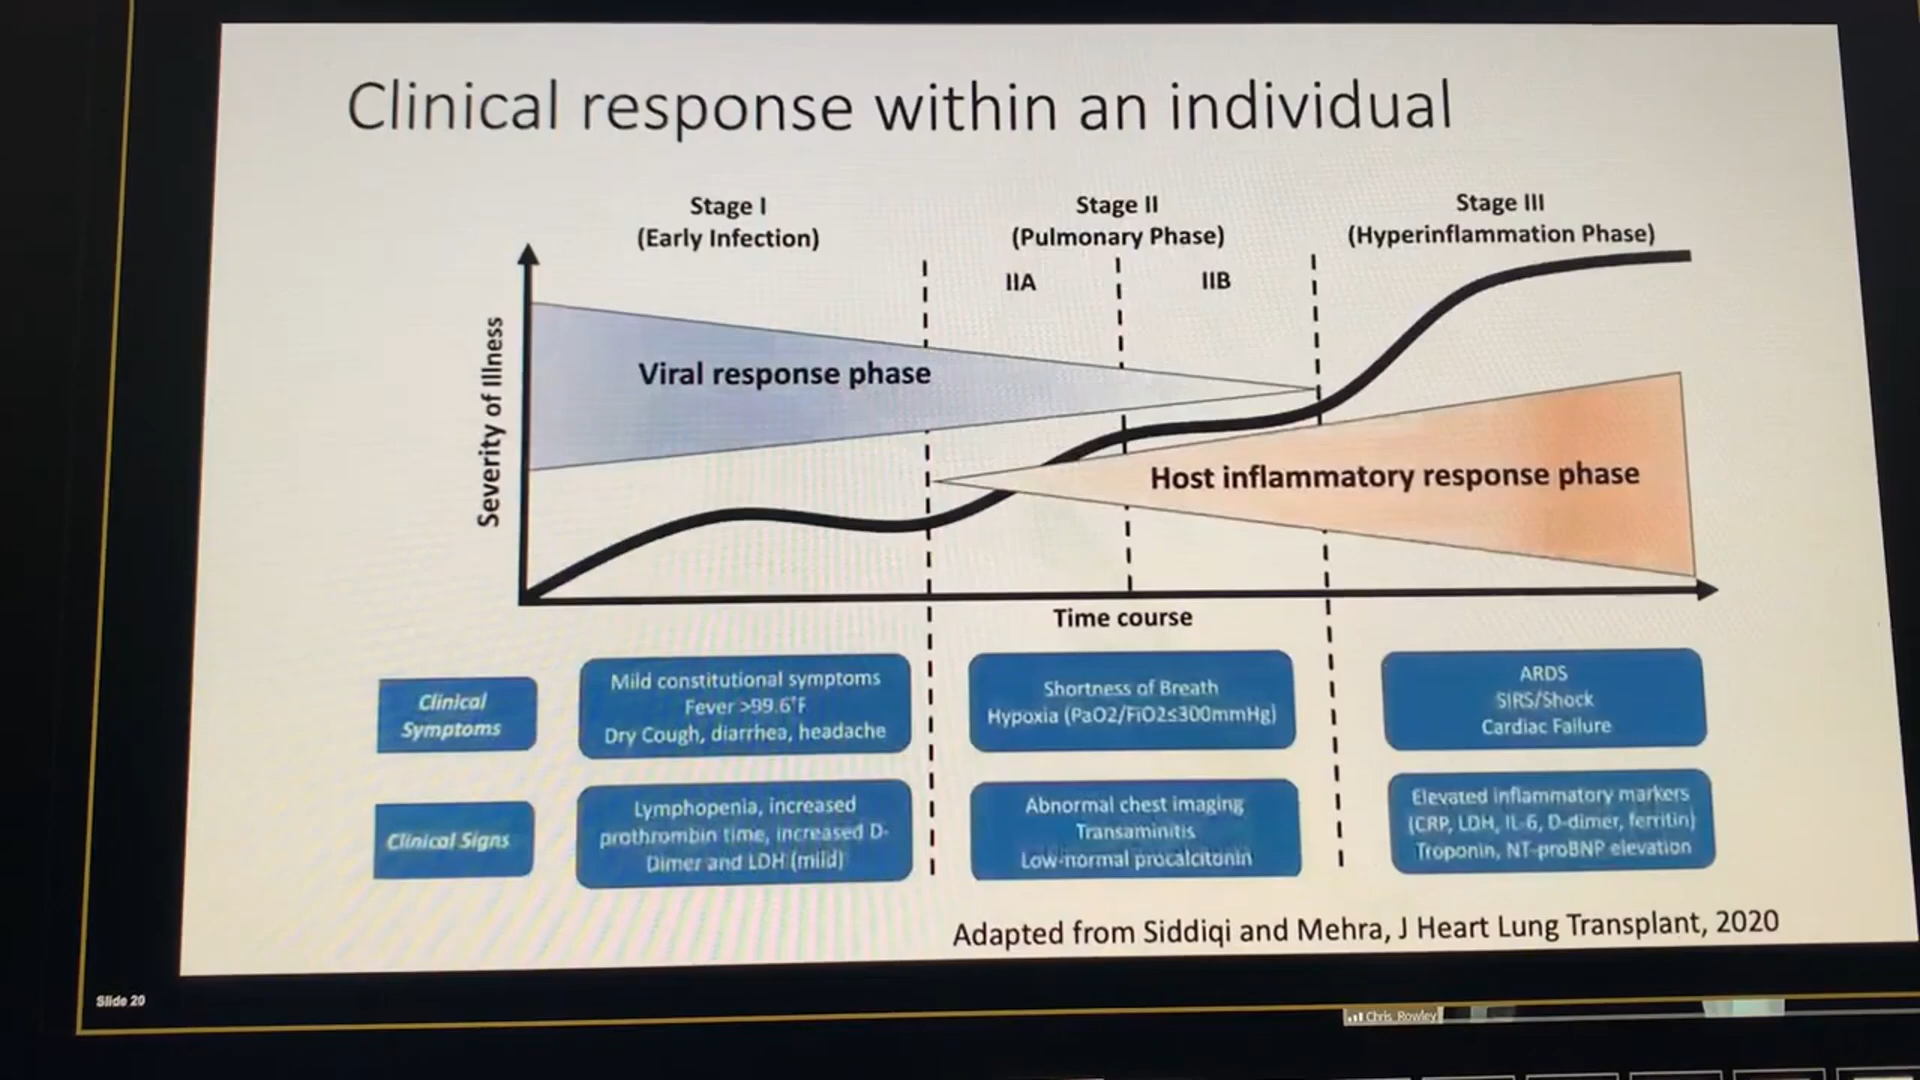 Clinical response within an individual
Stage I
(Early Infection)
Stage II
(Pulmonary Phase)
Stage III
(Hyperinflammation Phase)
IIA
IIB
Severity of Illness
Viral response phase
Host inflammatory response phase
Time course
Clinical
Symptoms
Mild constitutional symptoms
Fever >99.6°F
Dry Cough, diarrhea, headache
Shortness of Breath
Hypoxia (PaO2/FiO2≤300mmHg)
ARDS
SIRS/Shock
Cardiac Failure
Clinical Signs
Lymphopenia, increased
prothrombin time, increased D-
Dimer and LDH (mild)
Abnormal chest imaging
Transaminitis
Low-normal procalcitonin
Elevated inflammatory markers
(CRP, LDH, IL-6, D-dimer, ferritin)
Troponin, NT-proBNP elevation
Adapted from Siddiqi and Mehra, J Heart Lung Transplant, 2020
Slide 20
Chris Rowley